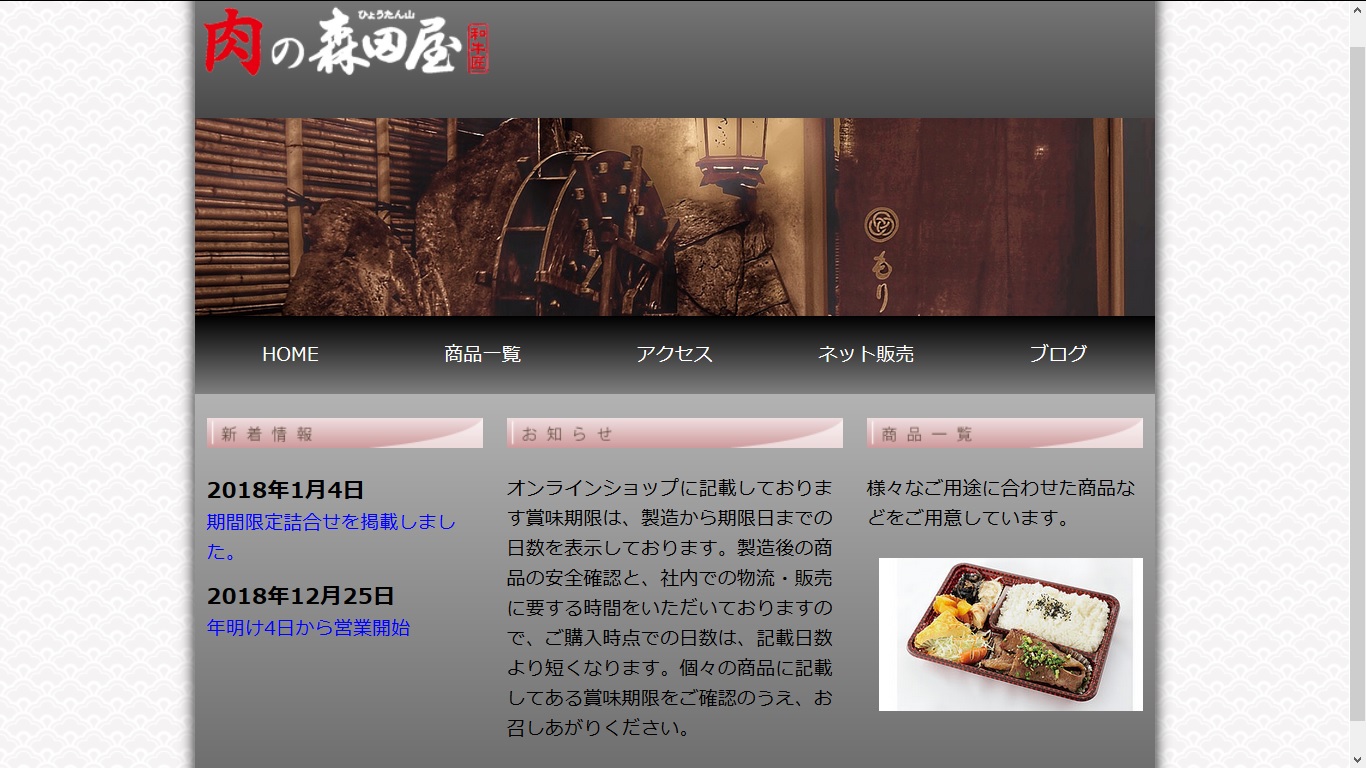 ひょうたん山
肉の森田屋
和牛匠
もり
HOME
商品一覧
アクセス
ネット販売
ブログ
新着情報
2018年1月4日
期間限定詰合せを掲載しまし
た。
2018年12月25日
年明け4日から営業開始
お知らせ
オンラインショップに記載しておりま
す賞味期限は、製造から期限日までの
日数を表示しております。製造後の商
品の安全確認と、社内での物流・販売
に要する時間をいただいておりますの
で、ご購入時点での日数は、記載日数
より短くなります。個々の商品に記載
してある賞味期限をご確認のうえ、お
召しあがりください。
商品一覧
様々なご用途に合わせた商品な
どをご用意しています。